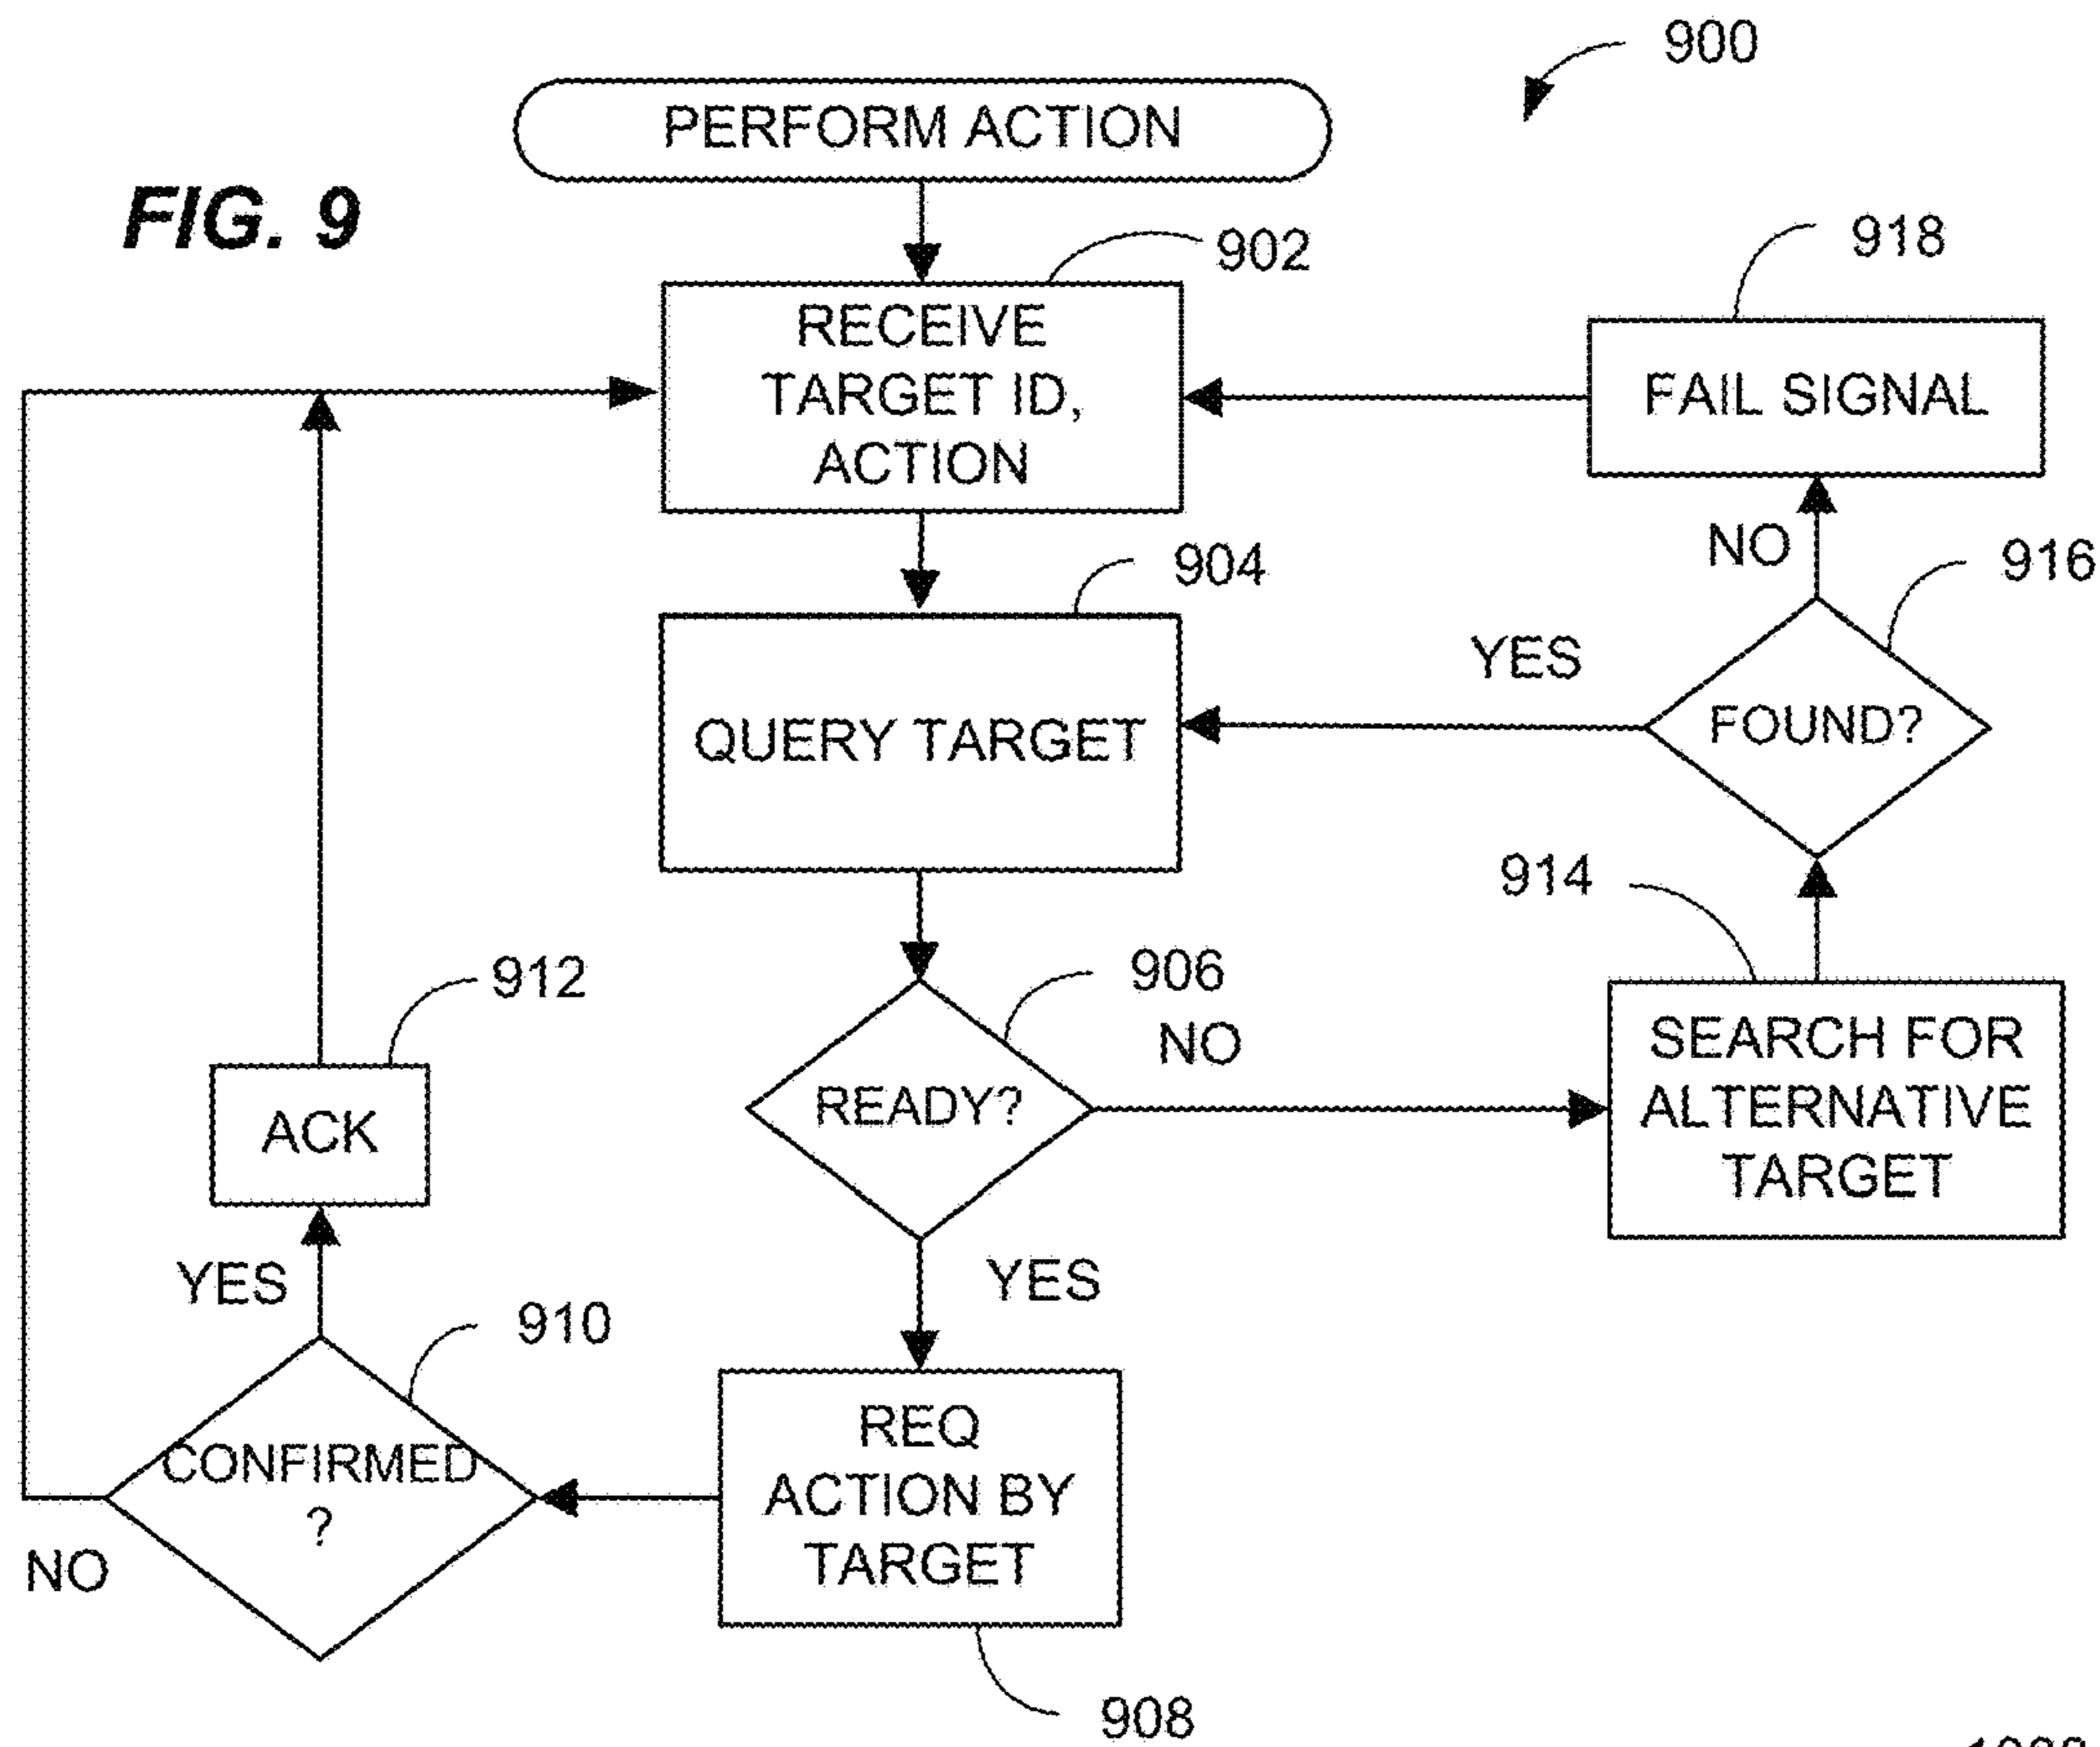 900
PERFORM ACTION
FIG. 9
902
918
RECEIVE
TARGET ID,
ACTION
FAIL SIGNAL
NO
904
916
YES
QUERY TARGET
FOUND?
914
906
912
NO
SEARCH FOR
ALTERNATIVE
TARGET
READY?
ACK
YES
YES
910
REQ
ACTION BY
TARGET
CONFIRMED
?
NO
908